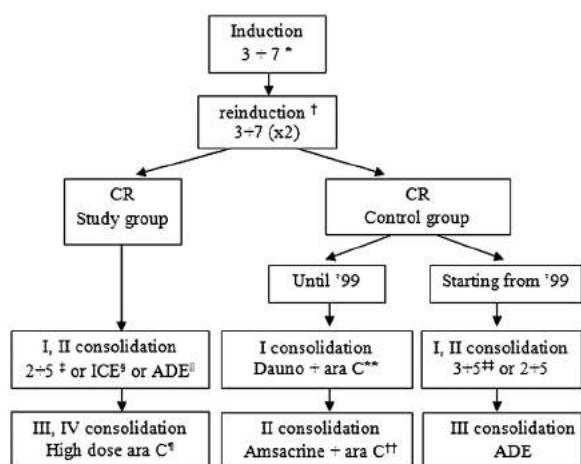 Induction
3 ÷ 7 *
reinduction †
3÷7 (x2)
CR
Study group
CR
Control group
Until '99
Starting from '99
I, II consolidation
2÷5 ‡ or ICE§ or ADE||
I consolidation
Dauno ÷ ara C**
I, II consolidation
3÷5‡‡ or 2÷5
III, IV consolidation
High dose ara C¶
II consolidation
Amsacrine ÷ ara C††
III consolidation
ADE